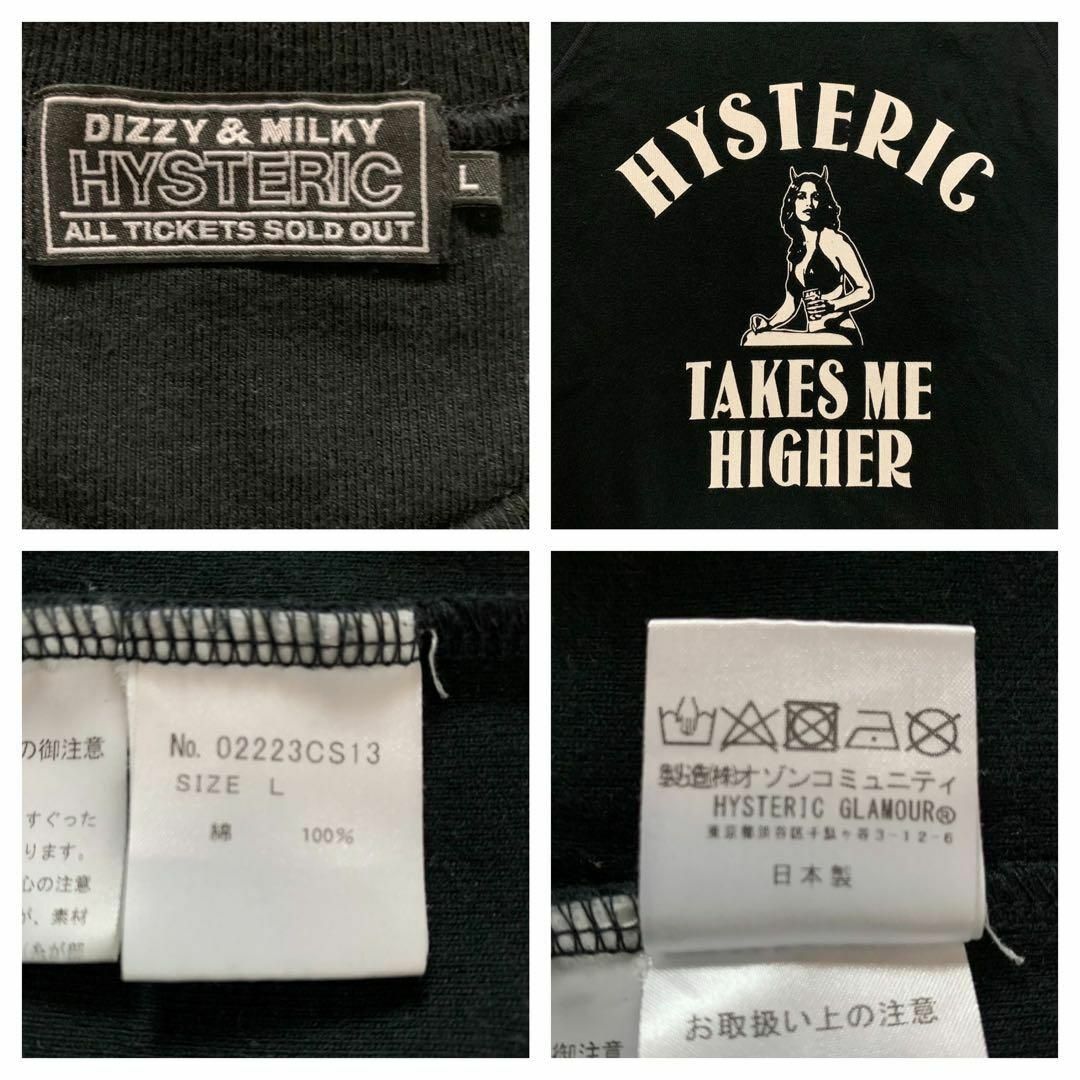 DIZZY & MILKY
HYSTERIC
ALL TICKETS SOLD OUT
L
HYSTERIC
TAKES ME
HIGHER
の御注意
すぐった
ります。
心の注意
が、素材
No. 02223CS13
SIZE L
綿 100%
製造㈱オゾンコミュニティ
HYSTERIC GLAMOUR®
東京都渋谷区千駄ヶ谷3-12-6
日本製
お取扱い上の注意
御注意